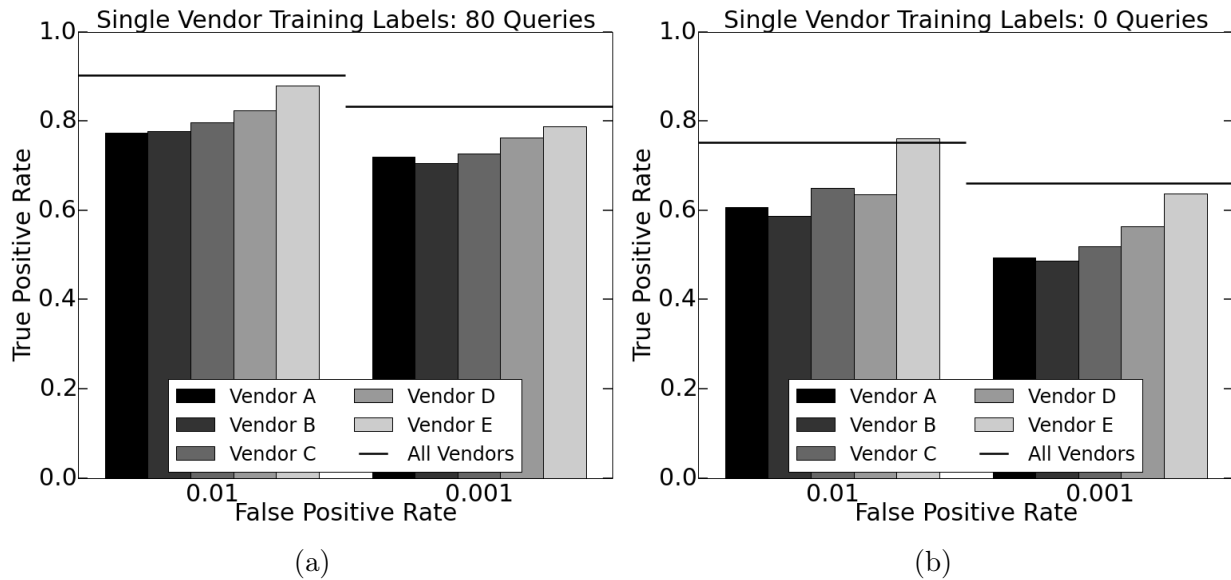 Single Vendor Training Labels: 80 Queries
1.0
0.8
0.6
0.4
0.2
0.0
True Positive Rate
Vendor A
Vendor B
Vendor C
Vendor D
Vendor E
All Vendors
0.01
0.001
False Positive Rate
(a)
Single Vendor Training Labels: 0 Queries
1.0
0.8
0.6
0.4
0.2
0.0
True Positive Rate
Vendor A
Vendor B
Vendor C
Vendor D
Vendor E
All Vendors
0.01
0.001
False Positive Rate
(b)